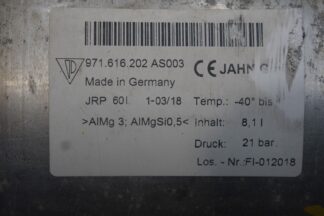 971.616.202 AS003 CE JAHN
Made in Germany
JRP 60l. 1-03/18 Temp.: -40° bis
>AlMg 3; AlMgSi0,5< Inhalt: 8,1 l
Druck: 21 bar.
Los. - Nr.:FI-012018